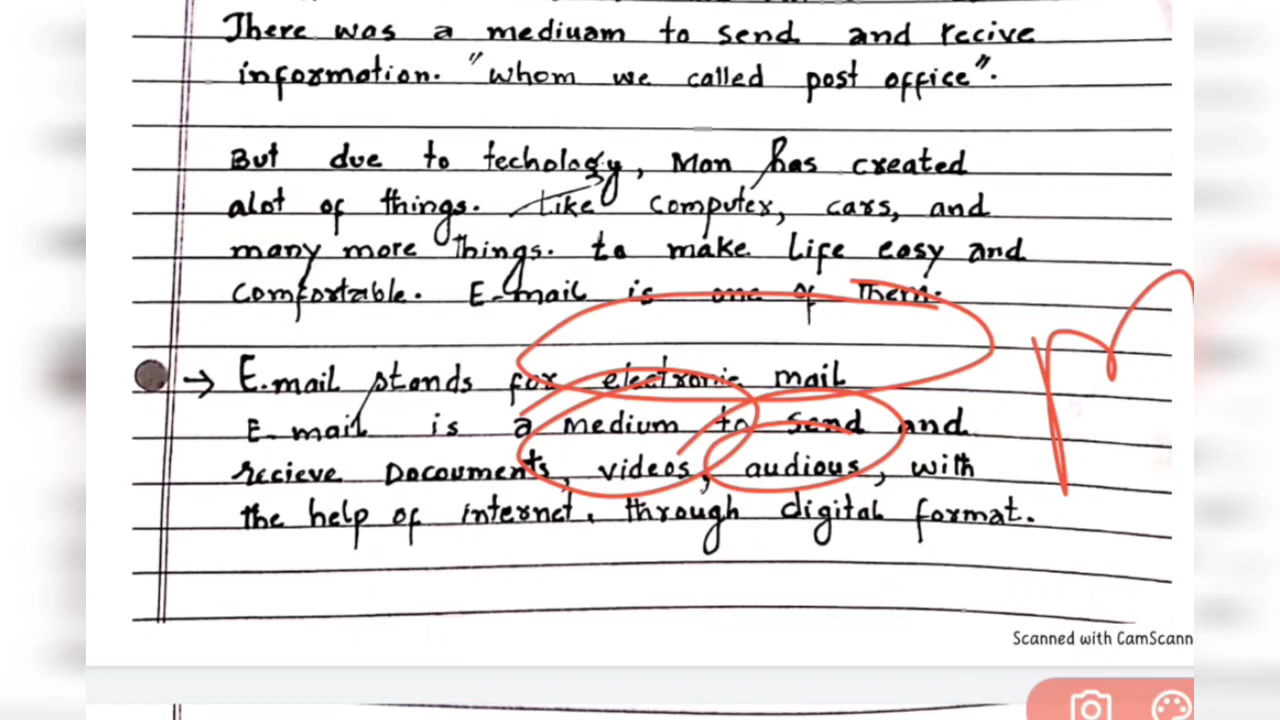 There was a mediuam to send and recive
information. "whom we called post office".
But due to techology, Man has created
alot of things. Like computer, cars, and
many more things. to make life easy and
comfortable. E-mail is one of them.
→ E.mail stands for electronic mail
E-mail is a medium to send and
recieve Docouments, videos, audious, with
the help of internet. through digital format.
Scanned with CamScann